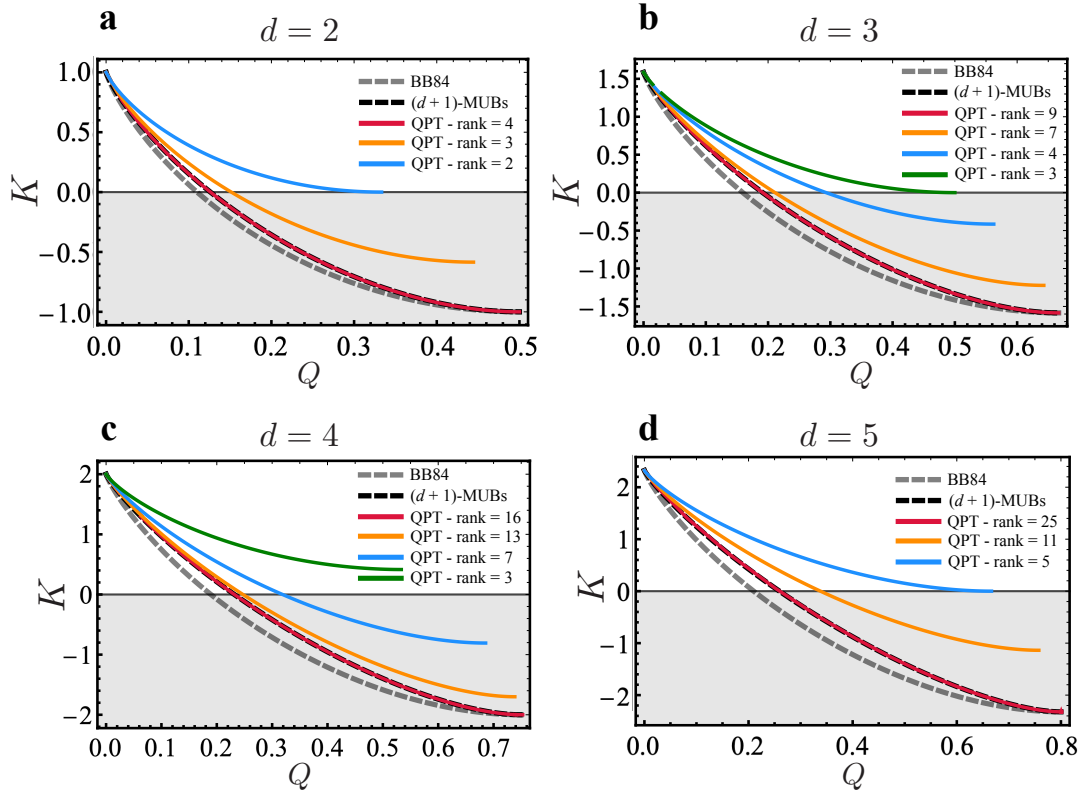 a
d = 2
K
1.0
0.5
0.0
−0.5
−1.0
BB84
(d + 1)-MUBs
QPT - rank = 4
QPT - rank = 3
QPT - rank = 2
0.0 0.1 0.2 0.3 0.4 0.5
Q
b
d = 3
K
1.5
1.0
0.5
0.0
−0.5
−1.0
−1.5
BB84
(d + 1)-MUBs
QPT - rank = 9
QPT - rank = 7
QPT - rank = 4
QPT - rank = 3
0.0 0.1 0.2 0.3 0.4 0.5 0.6
Q
c
d = 4
K
2
1
0
−1
−2
BB84
(d + 1)-MUBs
QPT - rank = 16
QPT - rank = 13
QPT - rank = 7
QPT - rank = 3
0.0 0.1 0.2 0.3 0.4 0.5 0.6 0.7
Q
d
d = 5
K
2
1
0
−1
−2
BB84
(d + 1)-MUBs
QPT - rank = 25
QPT - rank = 11
QPT - rank = 5
0.0 0.2 0.4 0.6 0.8
Q